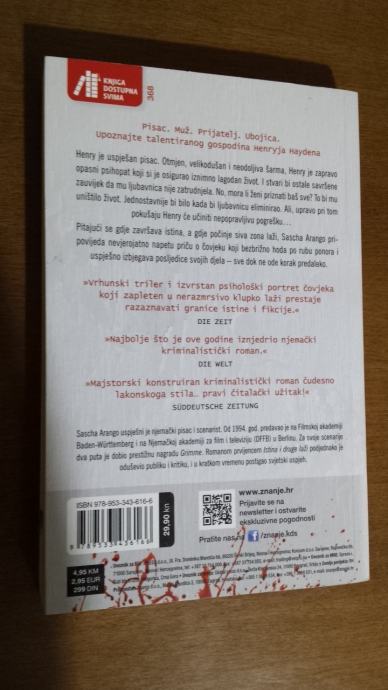 KNJIGA
DOSTUPNA
SVIMA
368
Pisac. Muž. Prijatelj. Ubojica.
Upoznajte talentiranog gospodina Henryja Haydena
Henry je uspješan pisac. Otmjen, velikodušan i neodoljiva šarma, Henry je zapravo
opasni psihopat koji si je osigurao iznimno lagodan život. I stvari bi ostale savršene
zauvijek da mu ljubavnica nije zatrudnjela. No, mora li ženi priznati baš sve? To bi mu
uništilo život. Jednostavnije bi bilo kada bi ljubavnicu eliminirao. Ali, upravo pri tom
pokušaju Henry će učiniti nepopravljivu pogrešku...
Pitajući se gdje završava istina, a gdje počinje siva zona laži, Sascha Arango pri-
povijeda nevjerojatno napetu priču o čovjeku koji bezbrižno hoda po rubu ponora i
uspješno izbjegava posljedice svojih djela – sve dok ne ode korak predaleko.
»Vrhunski triler i izvrstan psihološki portret čovjeka
koji zapleten u nerazmrsivo klupko laži prestaje
razaznavati granice istine i fikcije.«
DIE ZEIT
»Najbolje što je ove godine iznjedrio njemački
kriminalistički roman.«
DIE WELT
»Majstorski konstruiran kriminalistički roman čudesno
lakonskoga stila... pravi čitalački užitak!«
SÜDDEUTSCHE ZEITUNG
Sascha Arango uspješni je njemački pisac i scenarist. Od 1994. god. predavao je na Filmskoj akademiji
Baden-Württemberg i na Njemačkoj akademiji za film i televiziju (DFFB) u Berlinu. Za svoje scenarije
dva puta je dobio prestižnu nagradu Grimme. Romanom prvijencem Istina i druge laži podjednako je
oduševio publiku i kritiku, i u kratkom vremenu postigao svjetski uspjeh.
ISBN 978-953-343-616-6
9 789533 436166
29,90 kn
www.znanje.hr
Prijavite se na
newsletter i ostvarite
ekskluzivne pogodnosti
Pratite nas na f /znanje.kds
4,95 KM
2,95 EUR
299 DIN